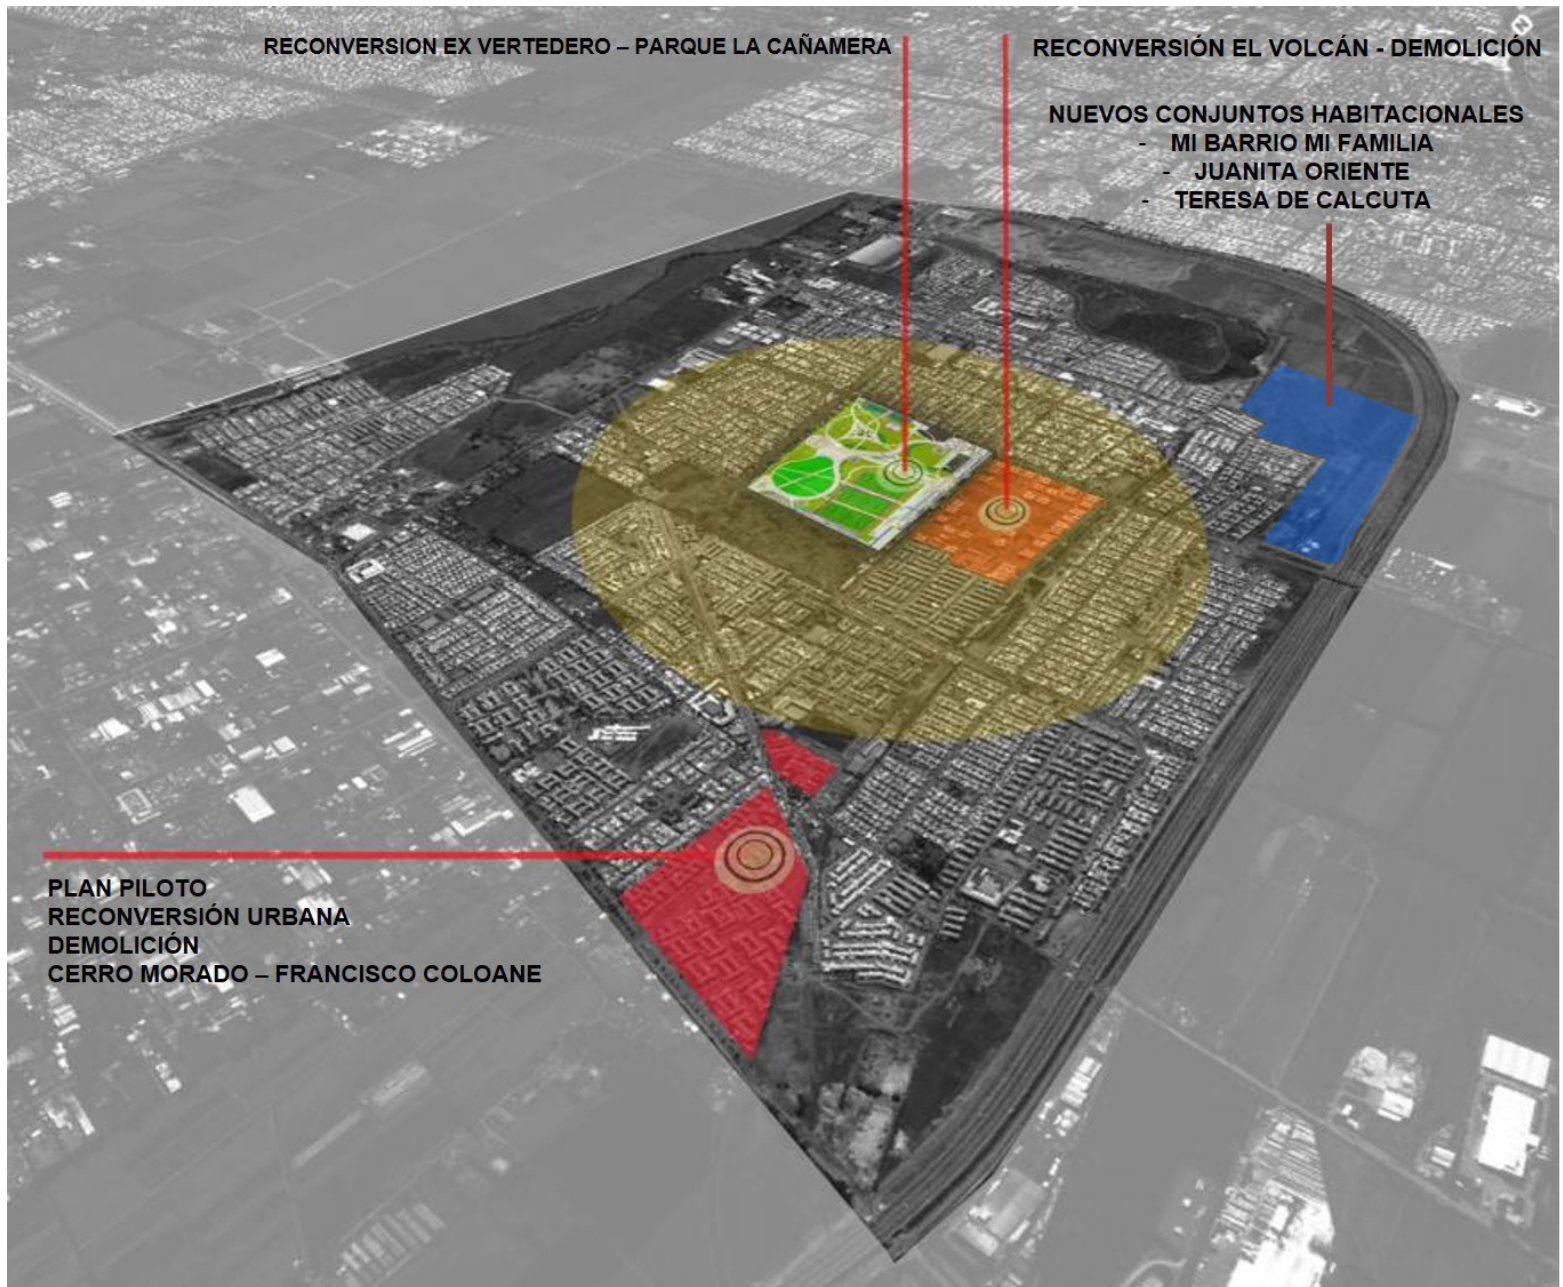 RECONVERSION EX VERTEDERO – PARQUE LA CAÑAMERA
RECONVERSIÓN EL VOLCÁN - DEMOLICIÓN
NUEVOS CONJUNTOS HABITACIONALES
- MI BARRIO MI FAMILIA
- JUANITA ORIENTE
- TERESA DE CALCUTA
PLAN PILOTO
RECONVERSIÓN URBANA
DEMOLICIÓN
CERRO MORADO – FRANCISCO COLOANE